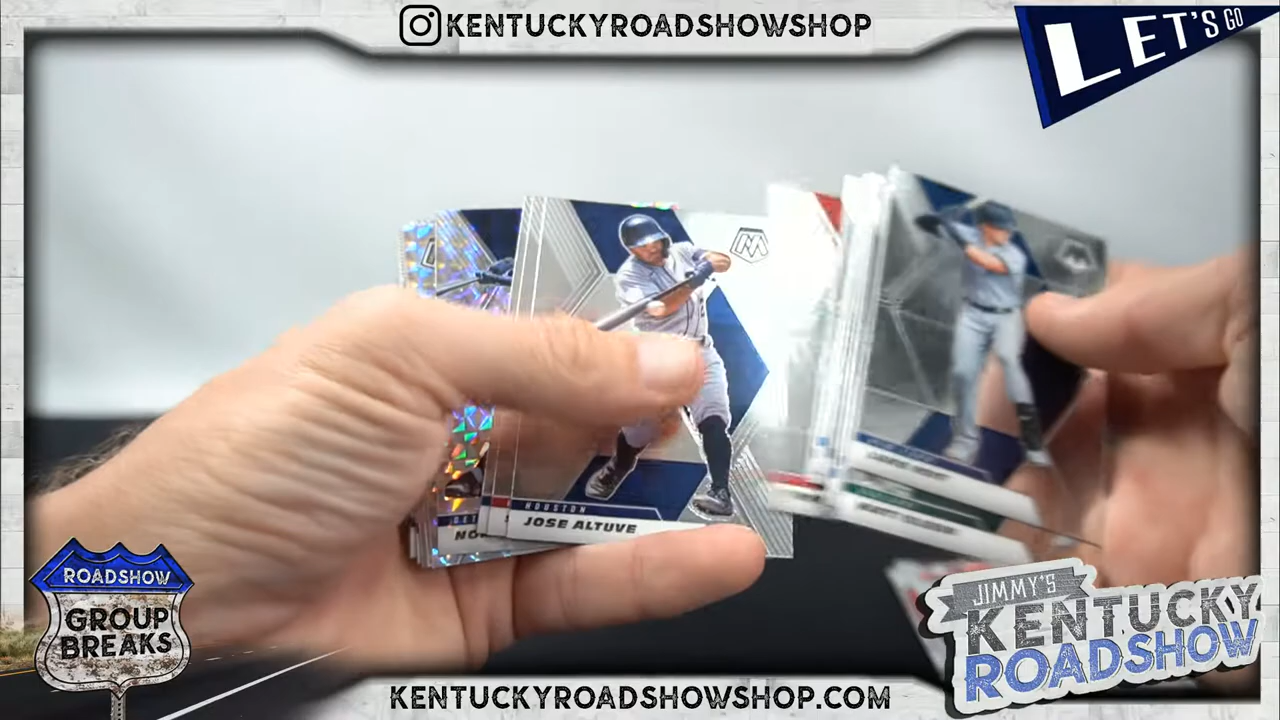 KENTUCKYROADSHOWSHOP
LET'S GO
HOUSTON
JOSE ALTUVE
ROADSHOW
GROUP
BREAKS
JIMMY'S
KENTUCKY
ROADSHOW
KENTUCKYROADSHOWSHOP.COM